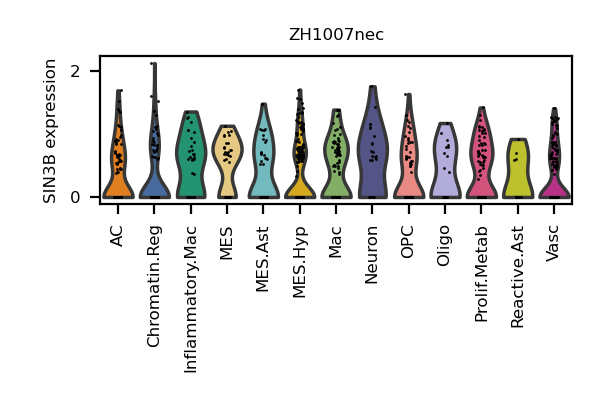 ZH1007nec
SIN3B expression
2
0
AC
Chromatin.Reg
Inflammatory.Mac
MES
MES.Ast
MES.Hyp
Mac
Neuron
OPC
Oligo
Prolif.Metab
Reactive.Ast
Vasc